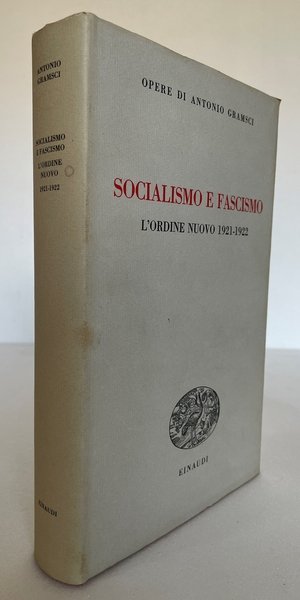 ANTONIO
GRAMSCI
SOCIALISMO
E FASCISMO
L'ORDINE
NUOVO
1921-1922
EINAUDI
OPERE DI ANTONIO GRAMSCI
SOCIALISMO E FASCISMO
L'ORDINE NUOVO 1921-1922
EINAUDI